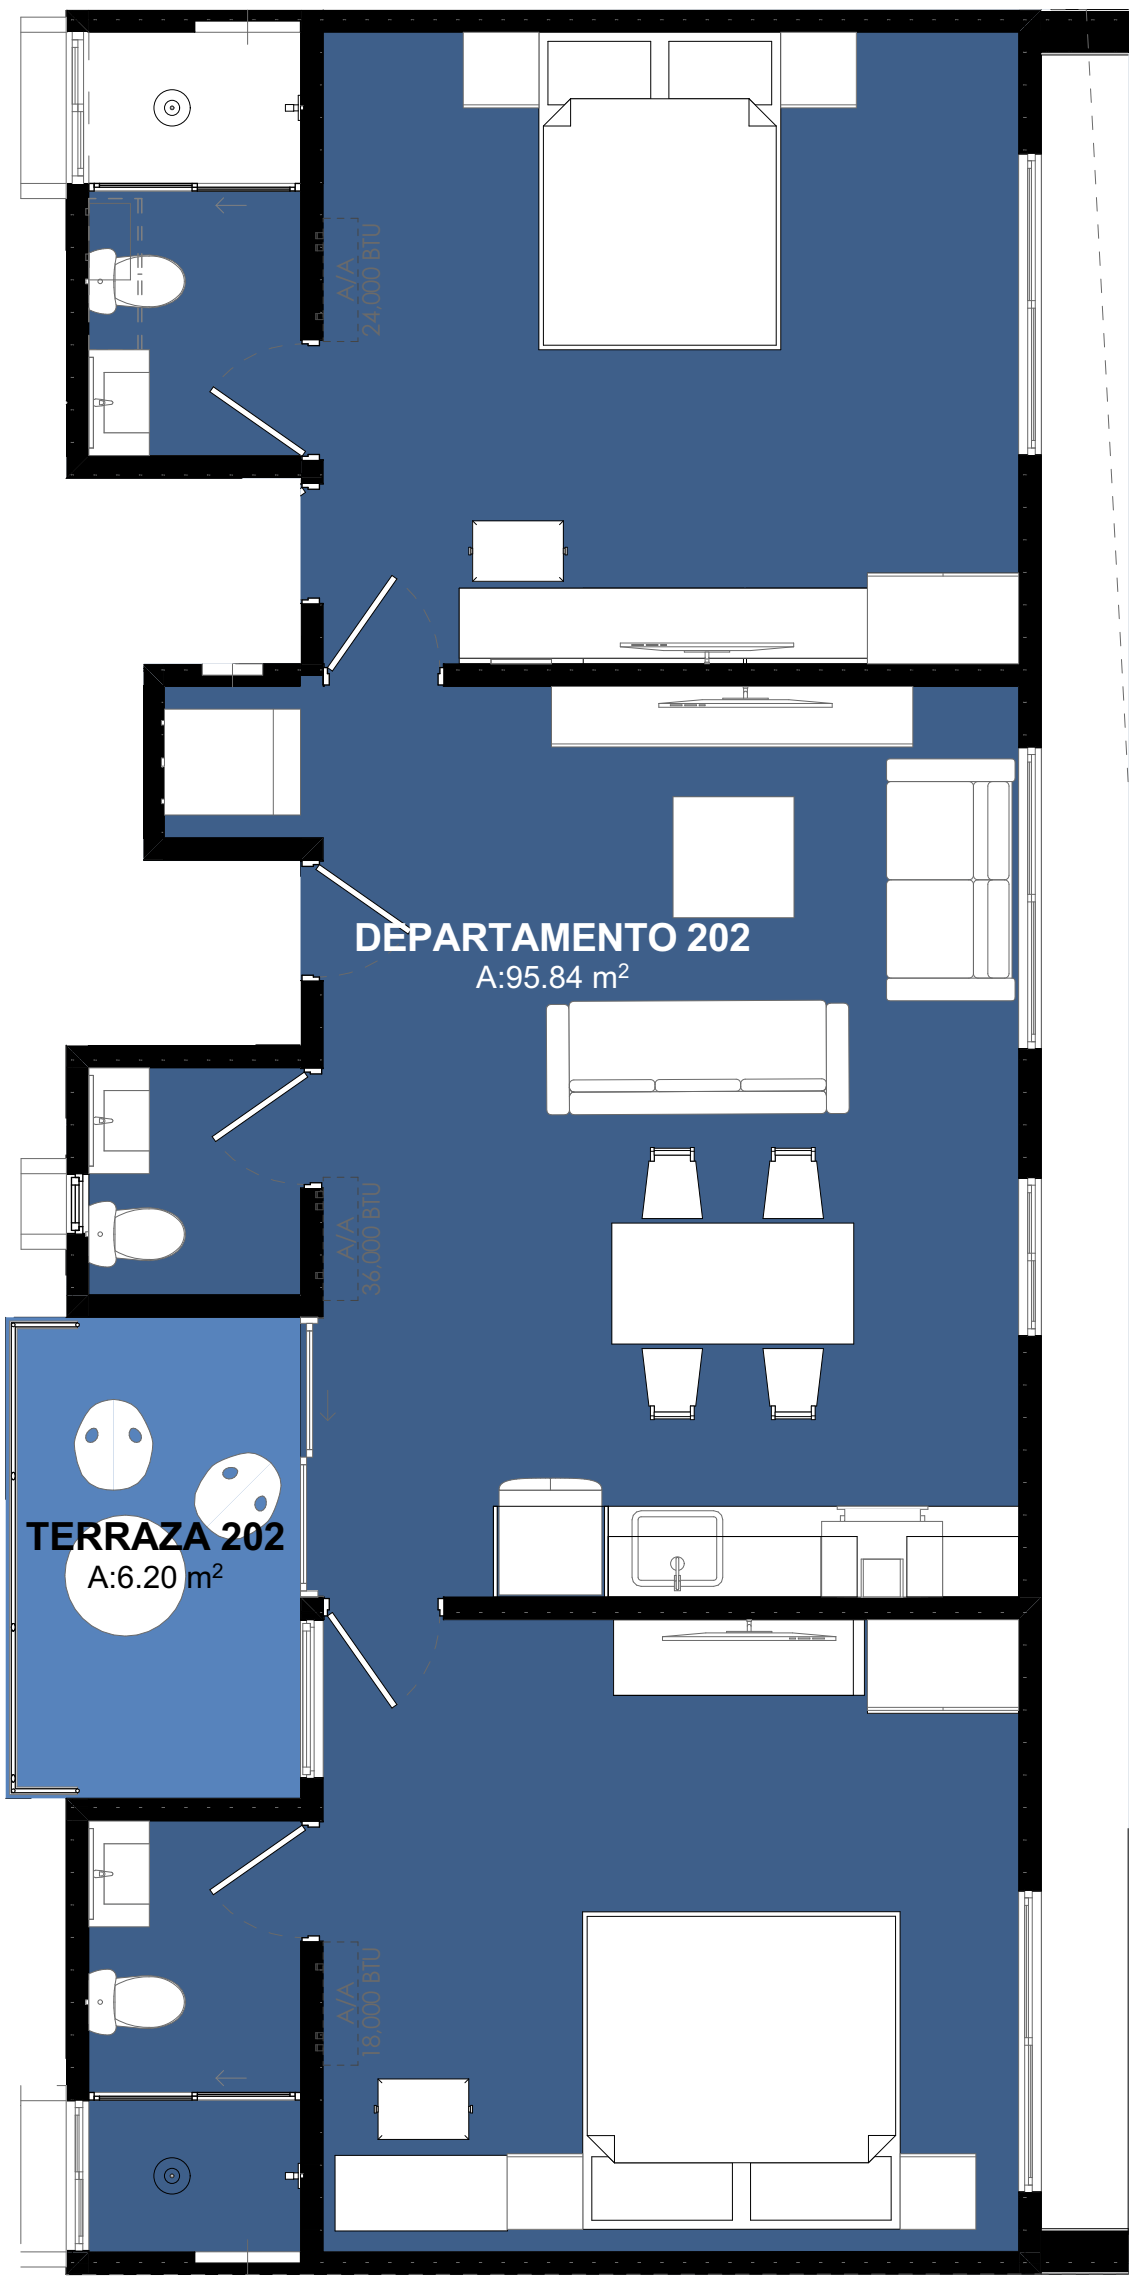 A/A
24,000 BTU
DEPARTAMENTO 202
A:95.84 m²
A/A
36,000 BTU
TERRAZA 202
A:6.20 m²
A/A
18,000 BTU